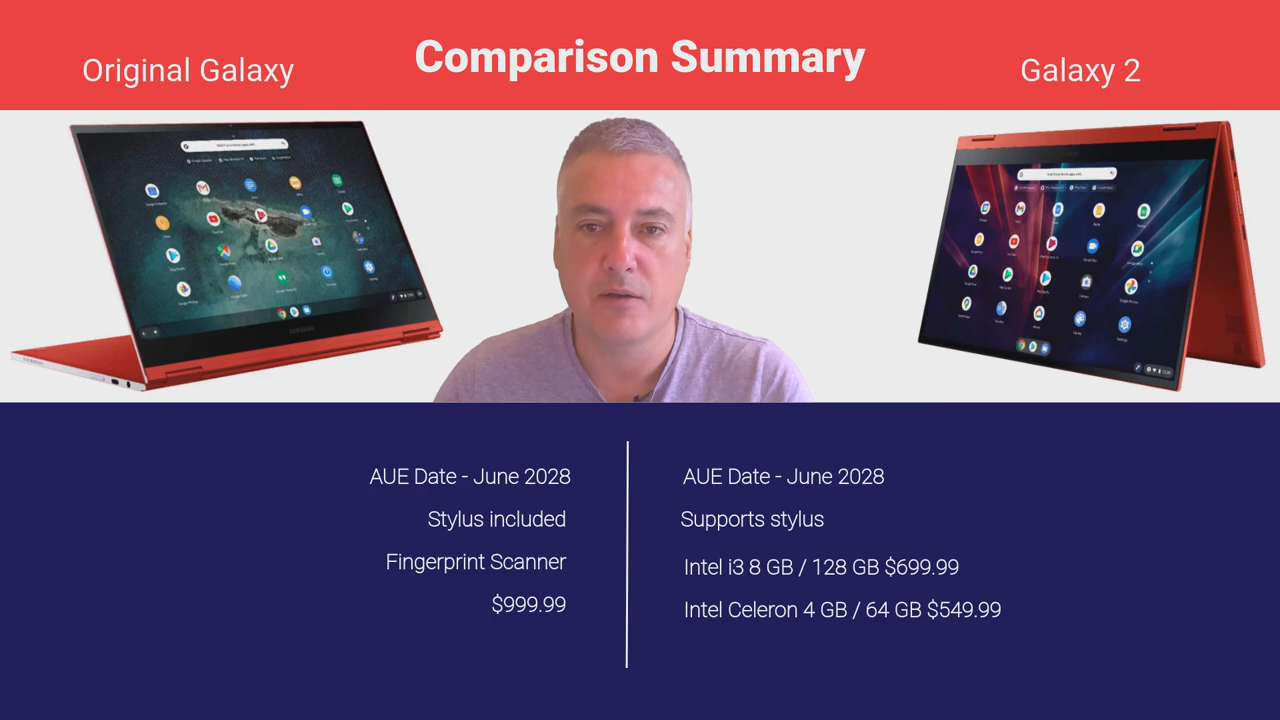 Original Galaxy
Comparison Summary
Galaxy 2
SAMSUNG
AUE Date - June 2028
Stylus included
Fingerprint Scanner
$999.99
AUE Date - June 2028
Supports stylus
Intel i3 8 GB / 128 GB $699.99
Intel Celeron 4 GB / 64 GB $549.99